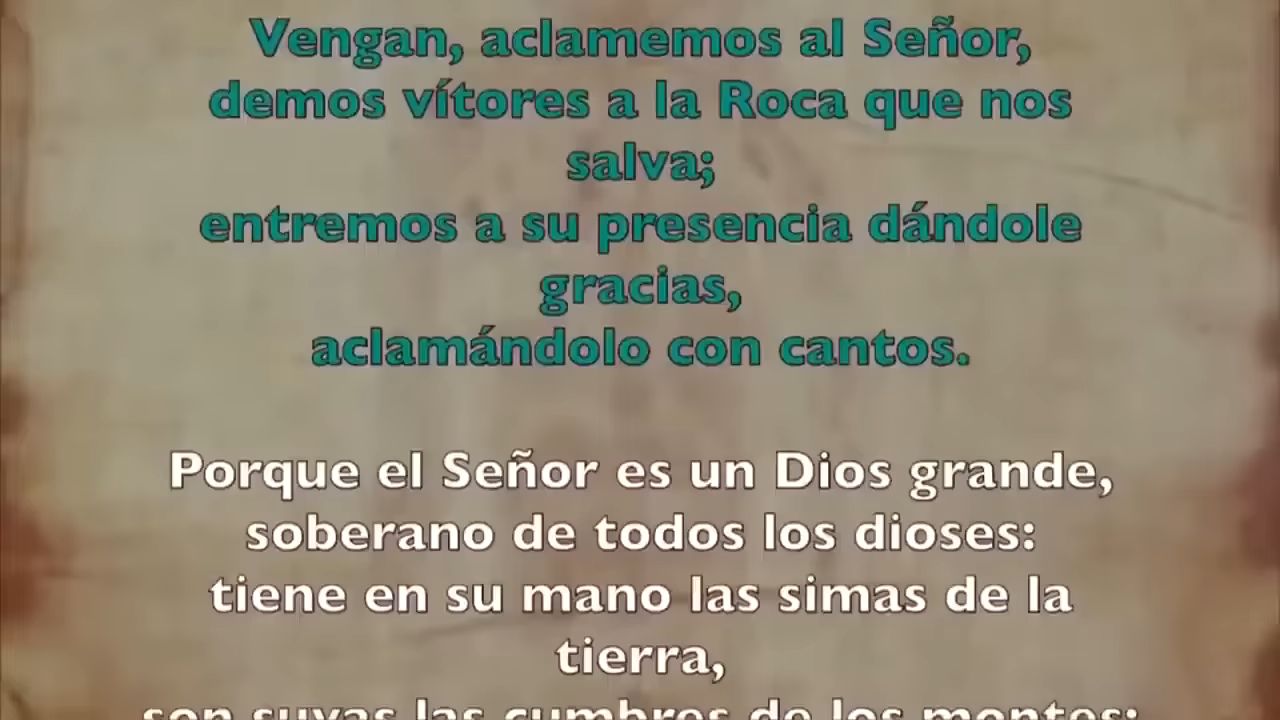 Vengan, aclamemos al Señor,
demos vítores a la Roca que nos
salva;
entremos a su presencia dándole
gracias,
aclamándolo con cantos.
Porque el Señor es un Dios grande,
soberano de todos los dioses:
tiene en su mano las simas de la
tierra,
son suyas las cumbres de los montes;